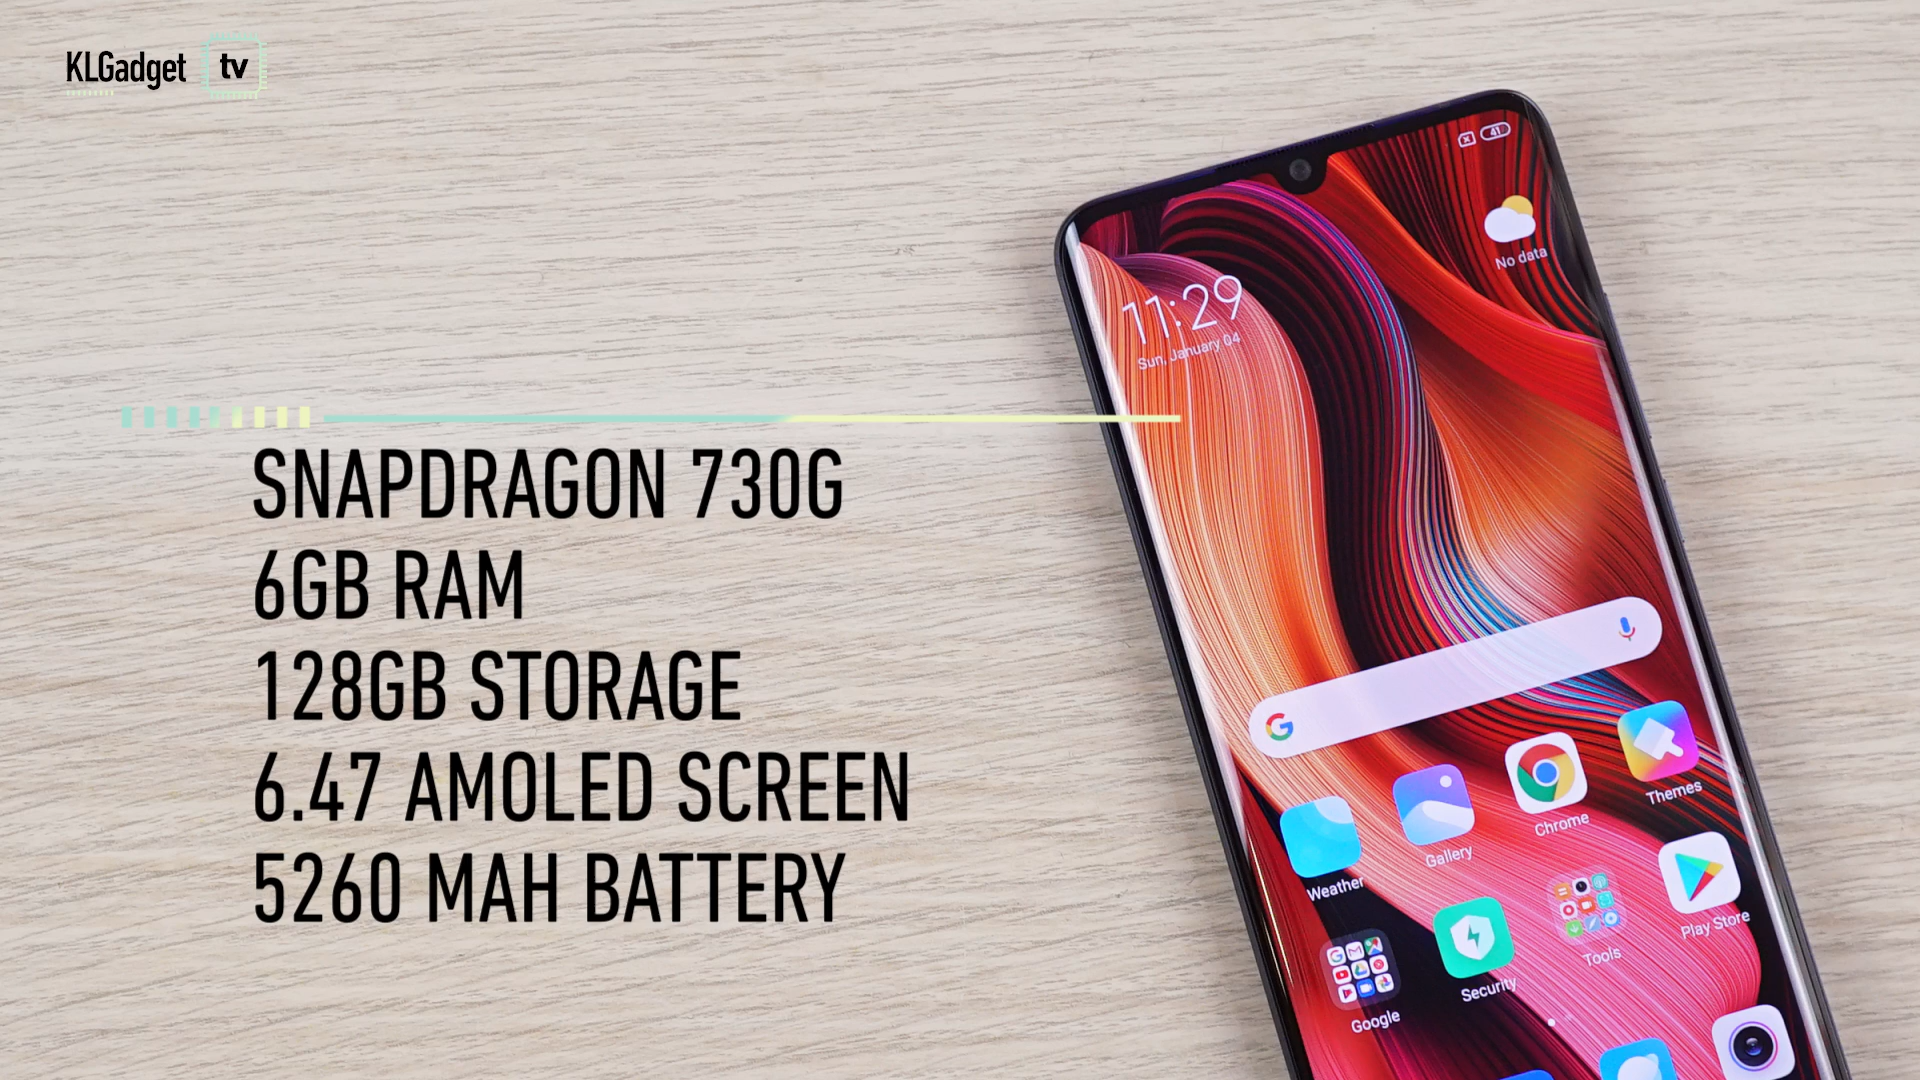 KLGadget tv
41
No data
11:29
Sun, January 04
SNAPDRAGON 730G
6GB RAM
128GB STORAGE
6.47 AMOLED SCREEN
5260 MAH BATTERY
Themes
Chrome
Gallery
Weather
Play Store
Tools
Security
Google